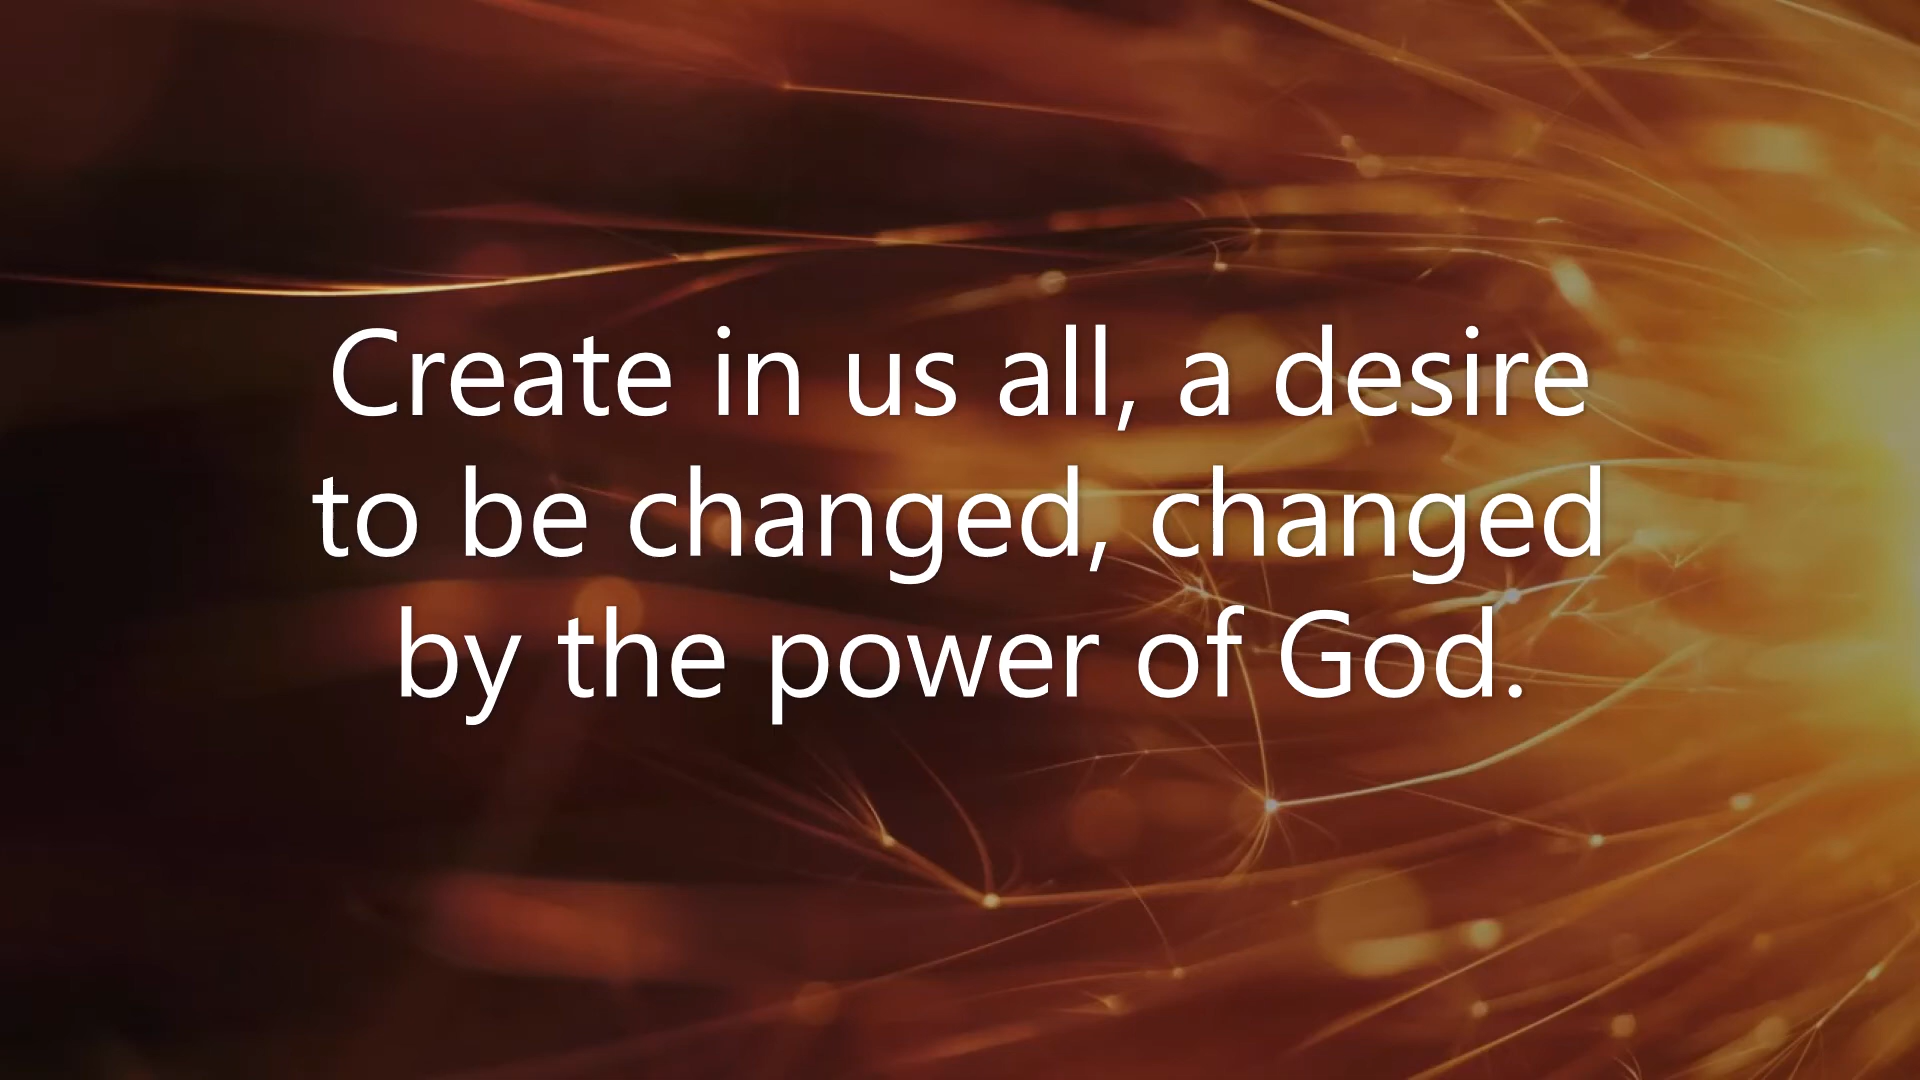 Create in us all, a desire
to be changed, changed
by the power of God.